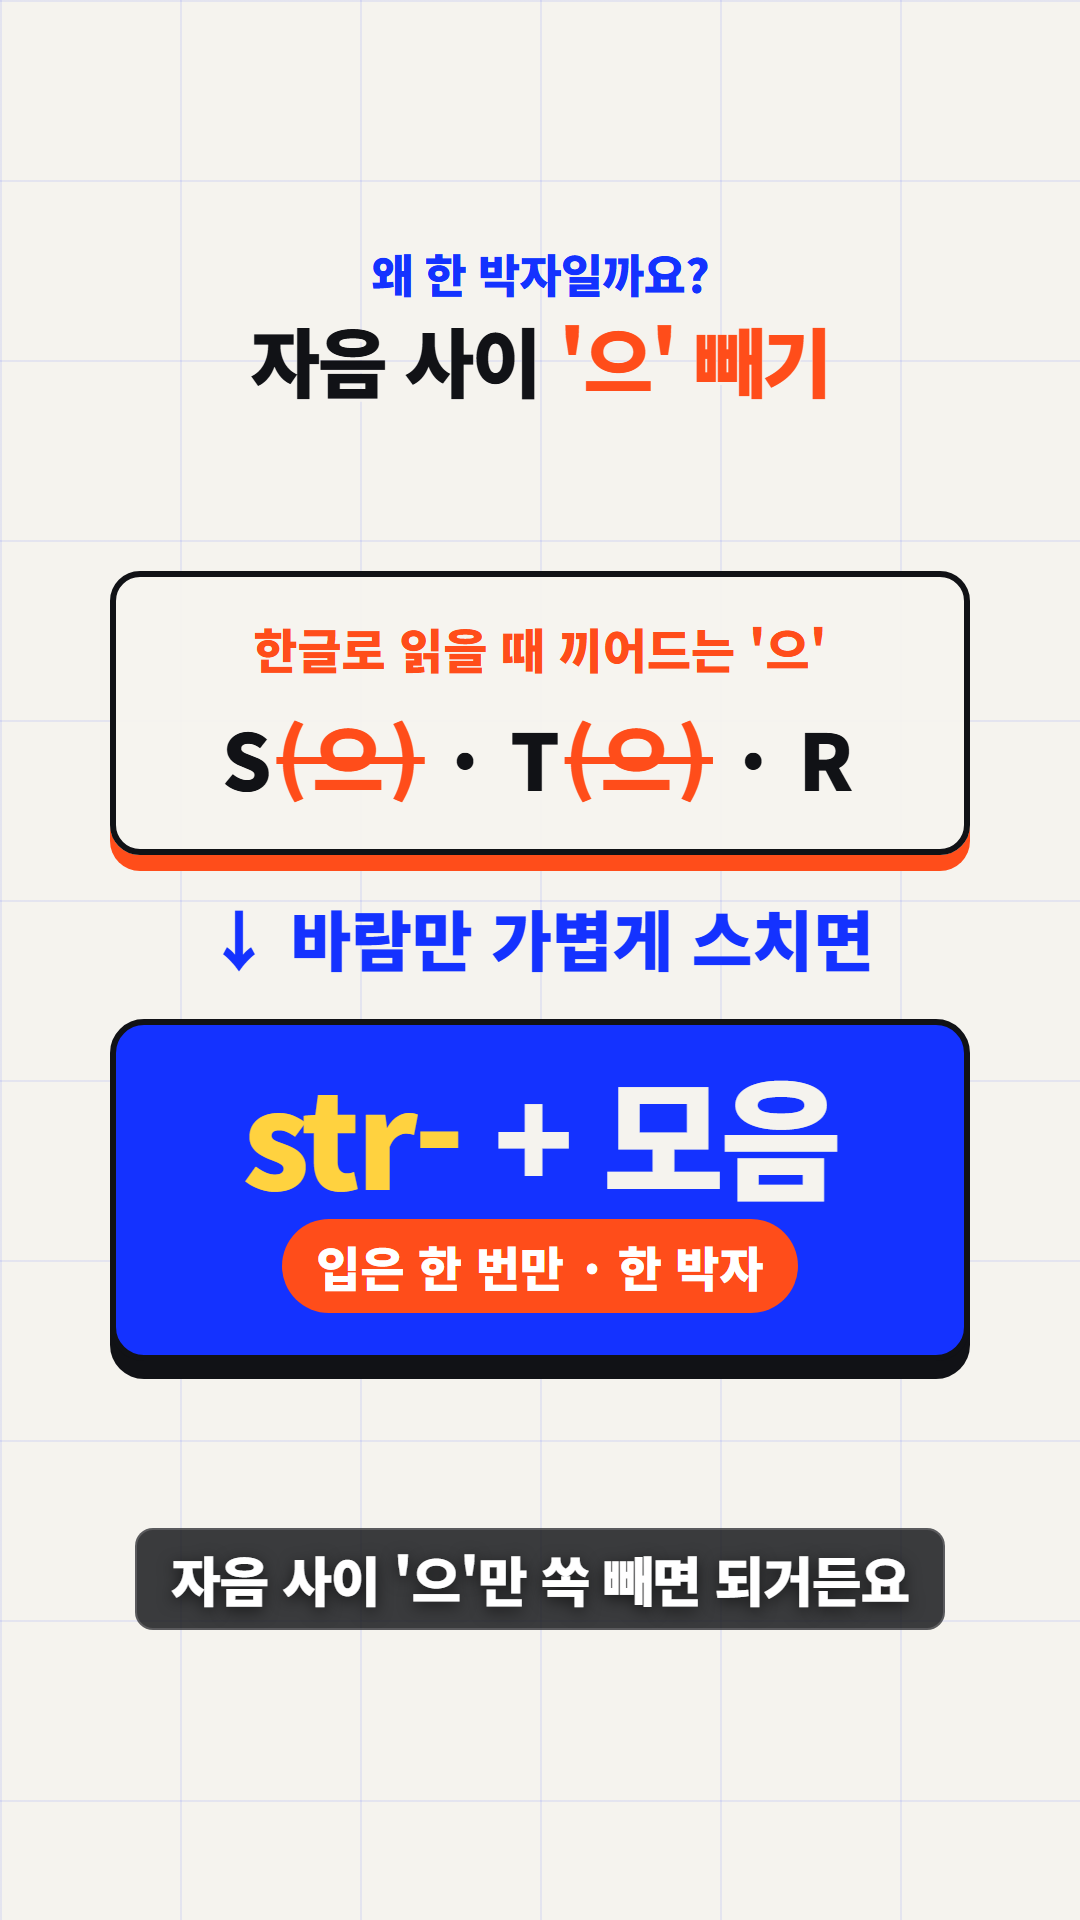 왜 한 박자일까요?
자음 사이 '으' 빼기
한글로 읽을 때 끼어드는 '으'
S(으) · T(으) · R
↓ 바람만 가볍게 스치면
str- + 모음
입은 한 번만 · 한 박자
자음 사이 '으'만 쏙 빼면 되거든요